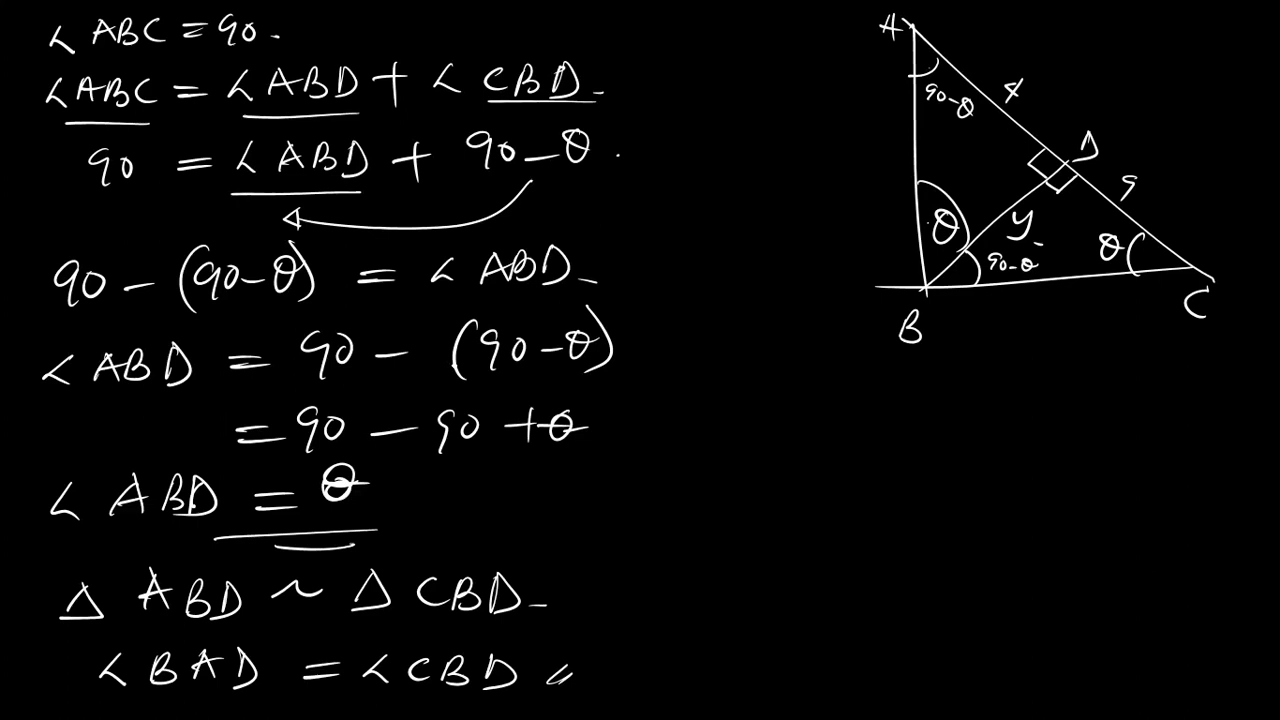 ∠ABC = 90.
∠ABC = ∠ABD + ∠CBD
90 = ∠ABD + 90 - θ.
90 - (90 - θ) = ∠ABD
∠ABD = 90 - (90 - θ)
= 90 - 90 + θ
∠ABD = θ
Δ ABD ~ Δ CBD
∠BAD = ∠CBD
A
90-θ
D
9
θ
y
90-θ
θ
B
C